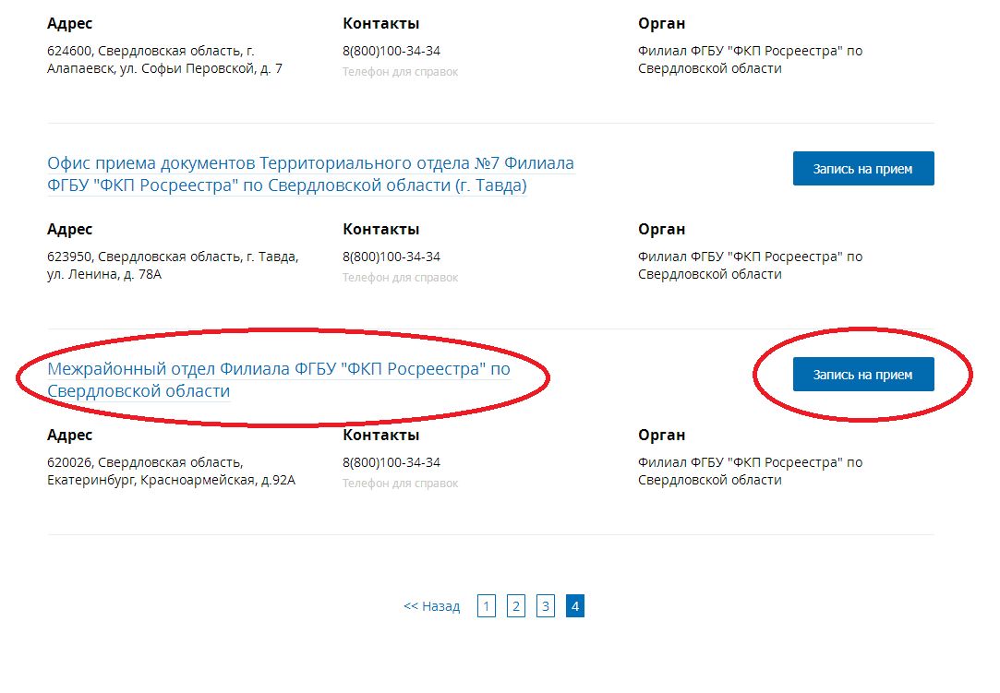 Адрес Контакты Орган
624600, Свердловская область, г. 8(800)100-34-34 Филиал ФГБУ "ФКП Росреестра" по
Алапаевск, ул. Софьи Перовской, д. 7 Телефон для справок Свердловской области
Офис приема документов Территориального отдела №7 Филиала Запись на прием
ФГБУ "ФКП Росреестра" по Свердловской области (г. Тавда)
Адрес Контакты Орган
623950, Свердловская область, г. Тавда, 8(800)100-34-34 Филиал ФГБУ "ФКП Росреестра" по
ул. Ленина, д. 78А Телефон для справок Свердловской области
Межрайонный отдел Филиала ФГБУ "ФКП Росреестра" по Запись на прием
Свердловской области
Адрес Контакты Орган
620026, Свердловская область, 8(800)100-34-34 Филиал ФГБУ "ФКП Росреестра" по
Екатеринбург, Красноармейская, д.92А Телефон для справок Свердловской области
<< Назад 1 2 3 4